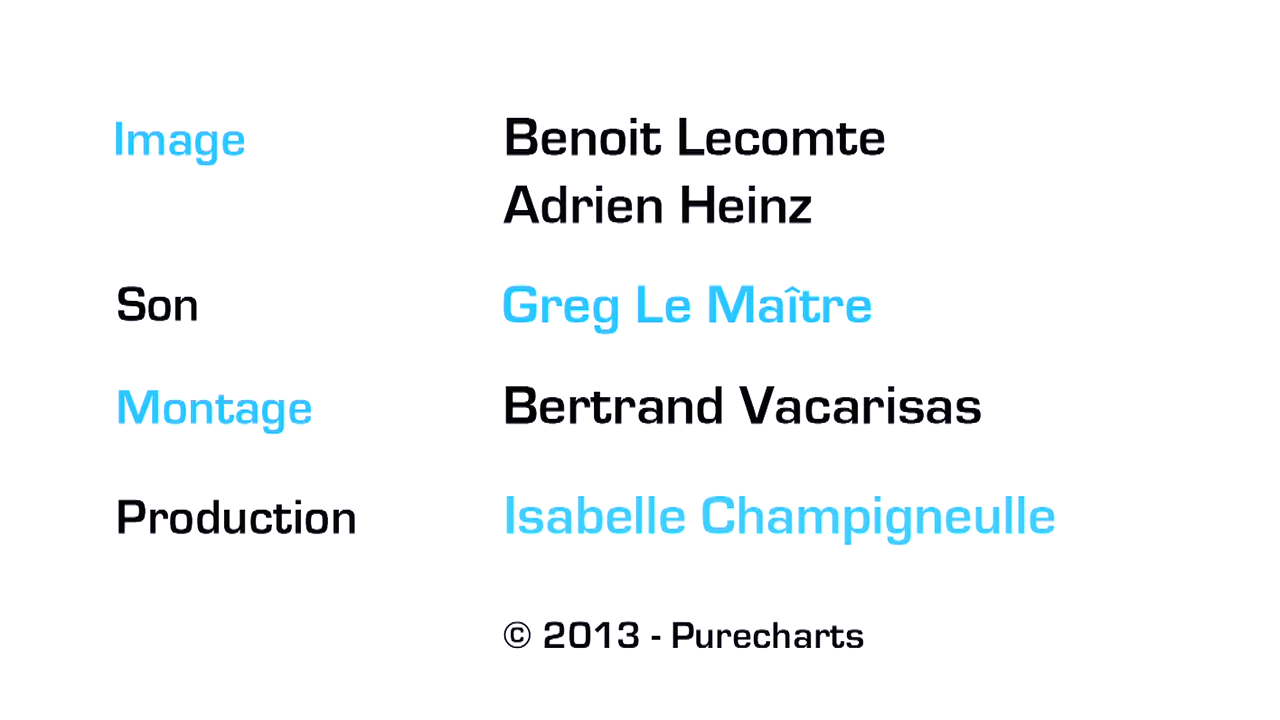 Image Benoit Lecomte
Adrien Heinz
Son Greg Le Maître
Montage Bertrand Vacarisas
Production Isabelle Champigneulle
© 2013 - Purecharts